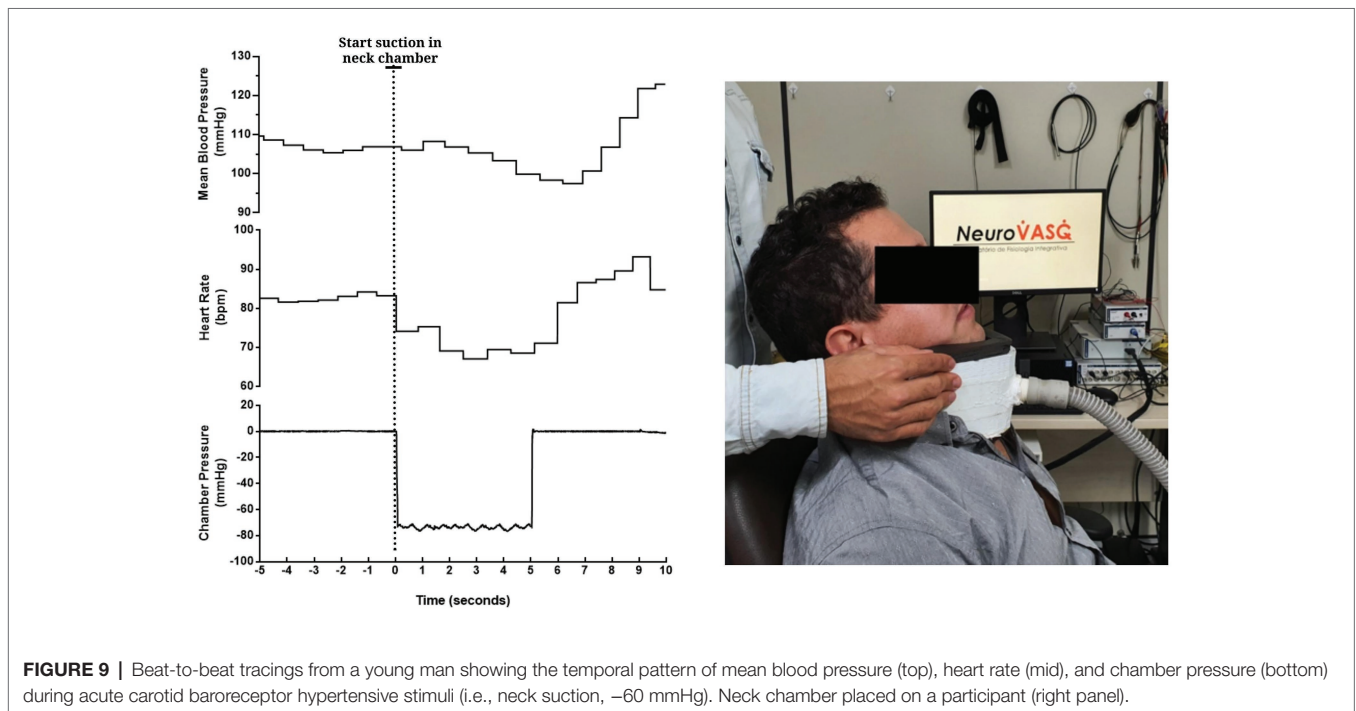 Start suction in
neck chamber
Mean Blood Pressure
(mmHg)
130
120
110
100
90
Heart Rate
(bpm)
100
90
80
70
60
Chamber Pressure
(mmHg)
20
0
-20
-40
-60
-80
-100
-5 -4 -3 -2 -1 0 1 2 3 4 5 6 7 8 9 10
Time (seconds)
NeuroVASQ
de Fisiologia Integrativa
FIGURE 9 | Beat-to-beat tracings from a young man showing the temporal pattern of mean blood pressure (top), heart rate (mid), and chamber pressure (bottom)
during acute carotid baroreceptor hypertensive stimuli (i.e., neck suction, −60 mmHg). Neck chamber placed on a participant (right panel).